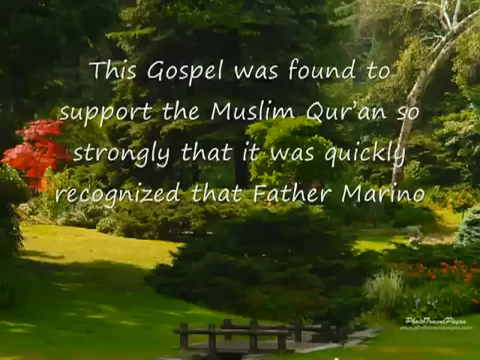 This Gospel was found to
support the Muslim Qur'an so
strongly that it was quickly
recognized that Father Marino
PhotoTravelPages